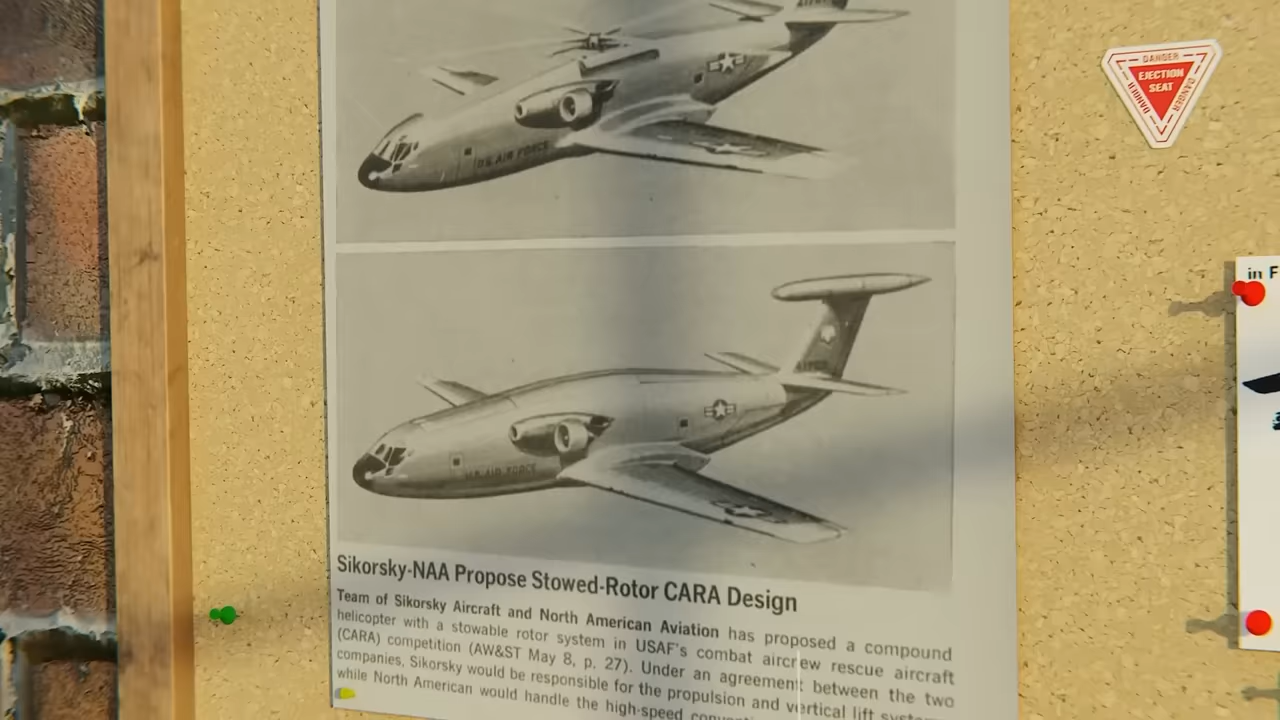 U.S. AIR FORCE
DANGER
EJECTION
SEAT
DANGER
DANGER
in F
U.S. AIR FORCE
Sikorsky-NAA Propose Stowed-Rotor CARA Design
Team of Sikorsky Aircraft and North American Aviation has proposed a compound
helicopter with a stowable rotor system in USAF's combat aircrew rescue aircraft
(CARA) competition (AW&ST May 8, p. 27). Under an agreement between the two
companies, Sikorsky would be responsible for the propulsion and vertical lift
while North American would handle the high-speed